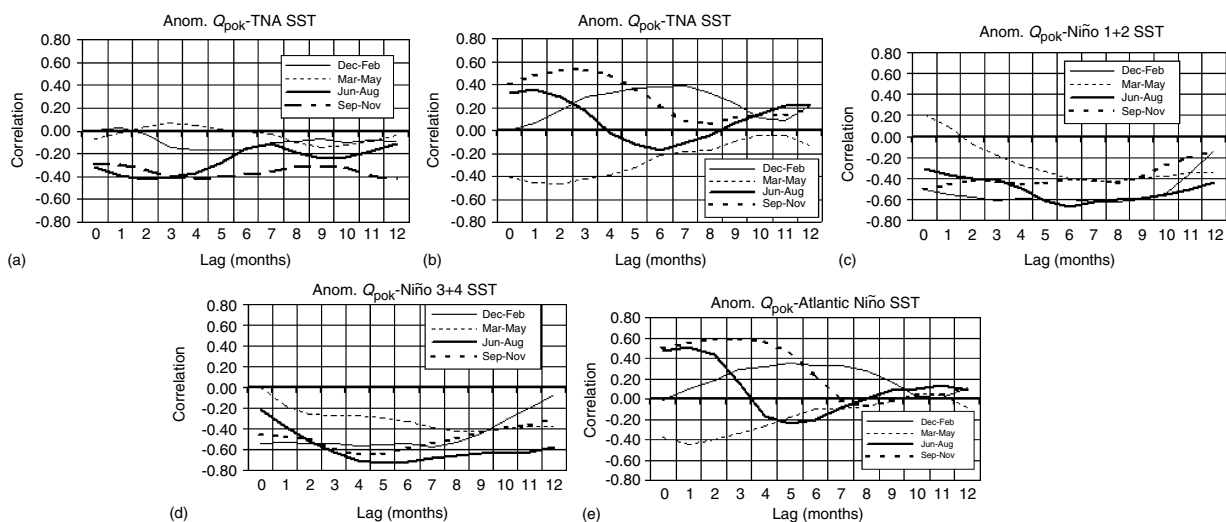 Anom. Qpok-TNA SST
0.80
0.60
0.40
0.20
0.00
-0.20
-0.40
-0.60
0.80
Correlation
Dec-Feb
Mar-May
Jun-Aug
Sep-Nov
0 1 2 3 4 5 6 7 8 9 10 11 12
(a)
Lag (months)
Anom. Qpok-TNA SST
0.80
0.60
0.40
0.20
0.00
-0.20
-0.40
-0.60
0.80
Correlation
Dec-Feb
Mar-May
Jun-Aug
Sep-Nov
0 1 2 3 4 5 6 7 8 9 10 11 12
(b)
Lag (months)
Anom. Qpok-Niño 1+2 SST
0.80
0.60
0.40
0.20
0.00
-0.20
-0.40
-0.60
0.80
Correlation
Dec-Feb
Mar-May
Jun-Aug
Sep-Nov
0 1 2 3 4 5 6 7 8 9 10 11 12
(c)
Lag (months)
Anom. Qpok-Niño 3+4 SST
0.80
0.60
0.40
0.20
0.00
-0.20
-0.40
-0.60
0.80
Correlation
Dec-Feb
Mar-May
Jun-Aug
Sep-Nov
0 1 2 3 4 5 6 7 8 9 10 11 12
(d)
Lag (months)
Anom. Qpok-Atlantic Niño SST
0.80
0.60
0.40
0.20
0.00
-0.20
-0.40
-0.60
0.80
Correlation
Dec-Feb
Mar-May
Jun-Aug
Sep-Nov
0 1 2 3 4 5 6 7 8 9 10 11 12
(e)
Lag (months)